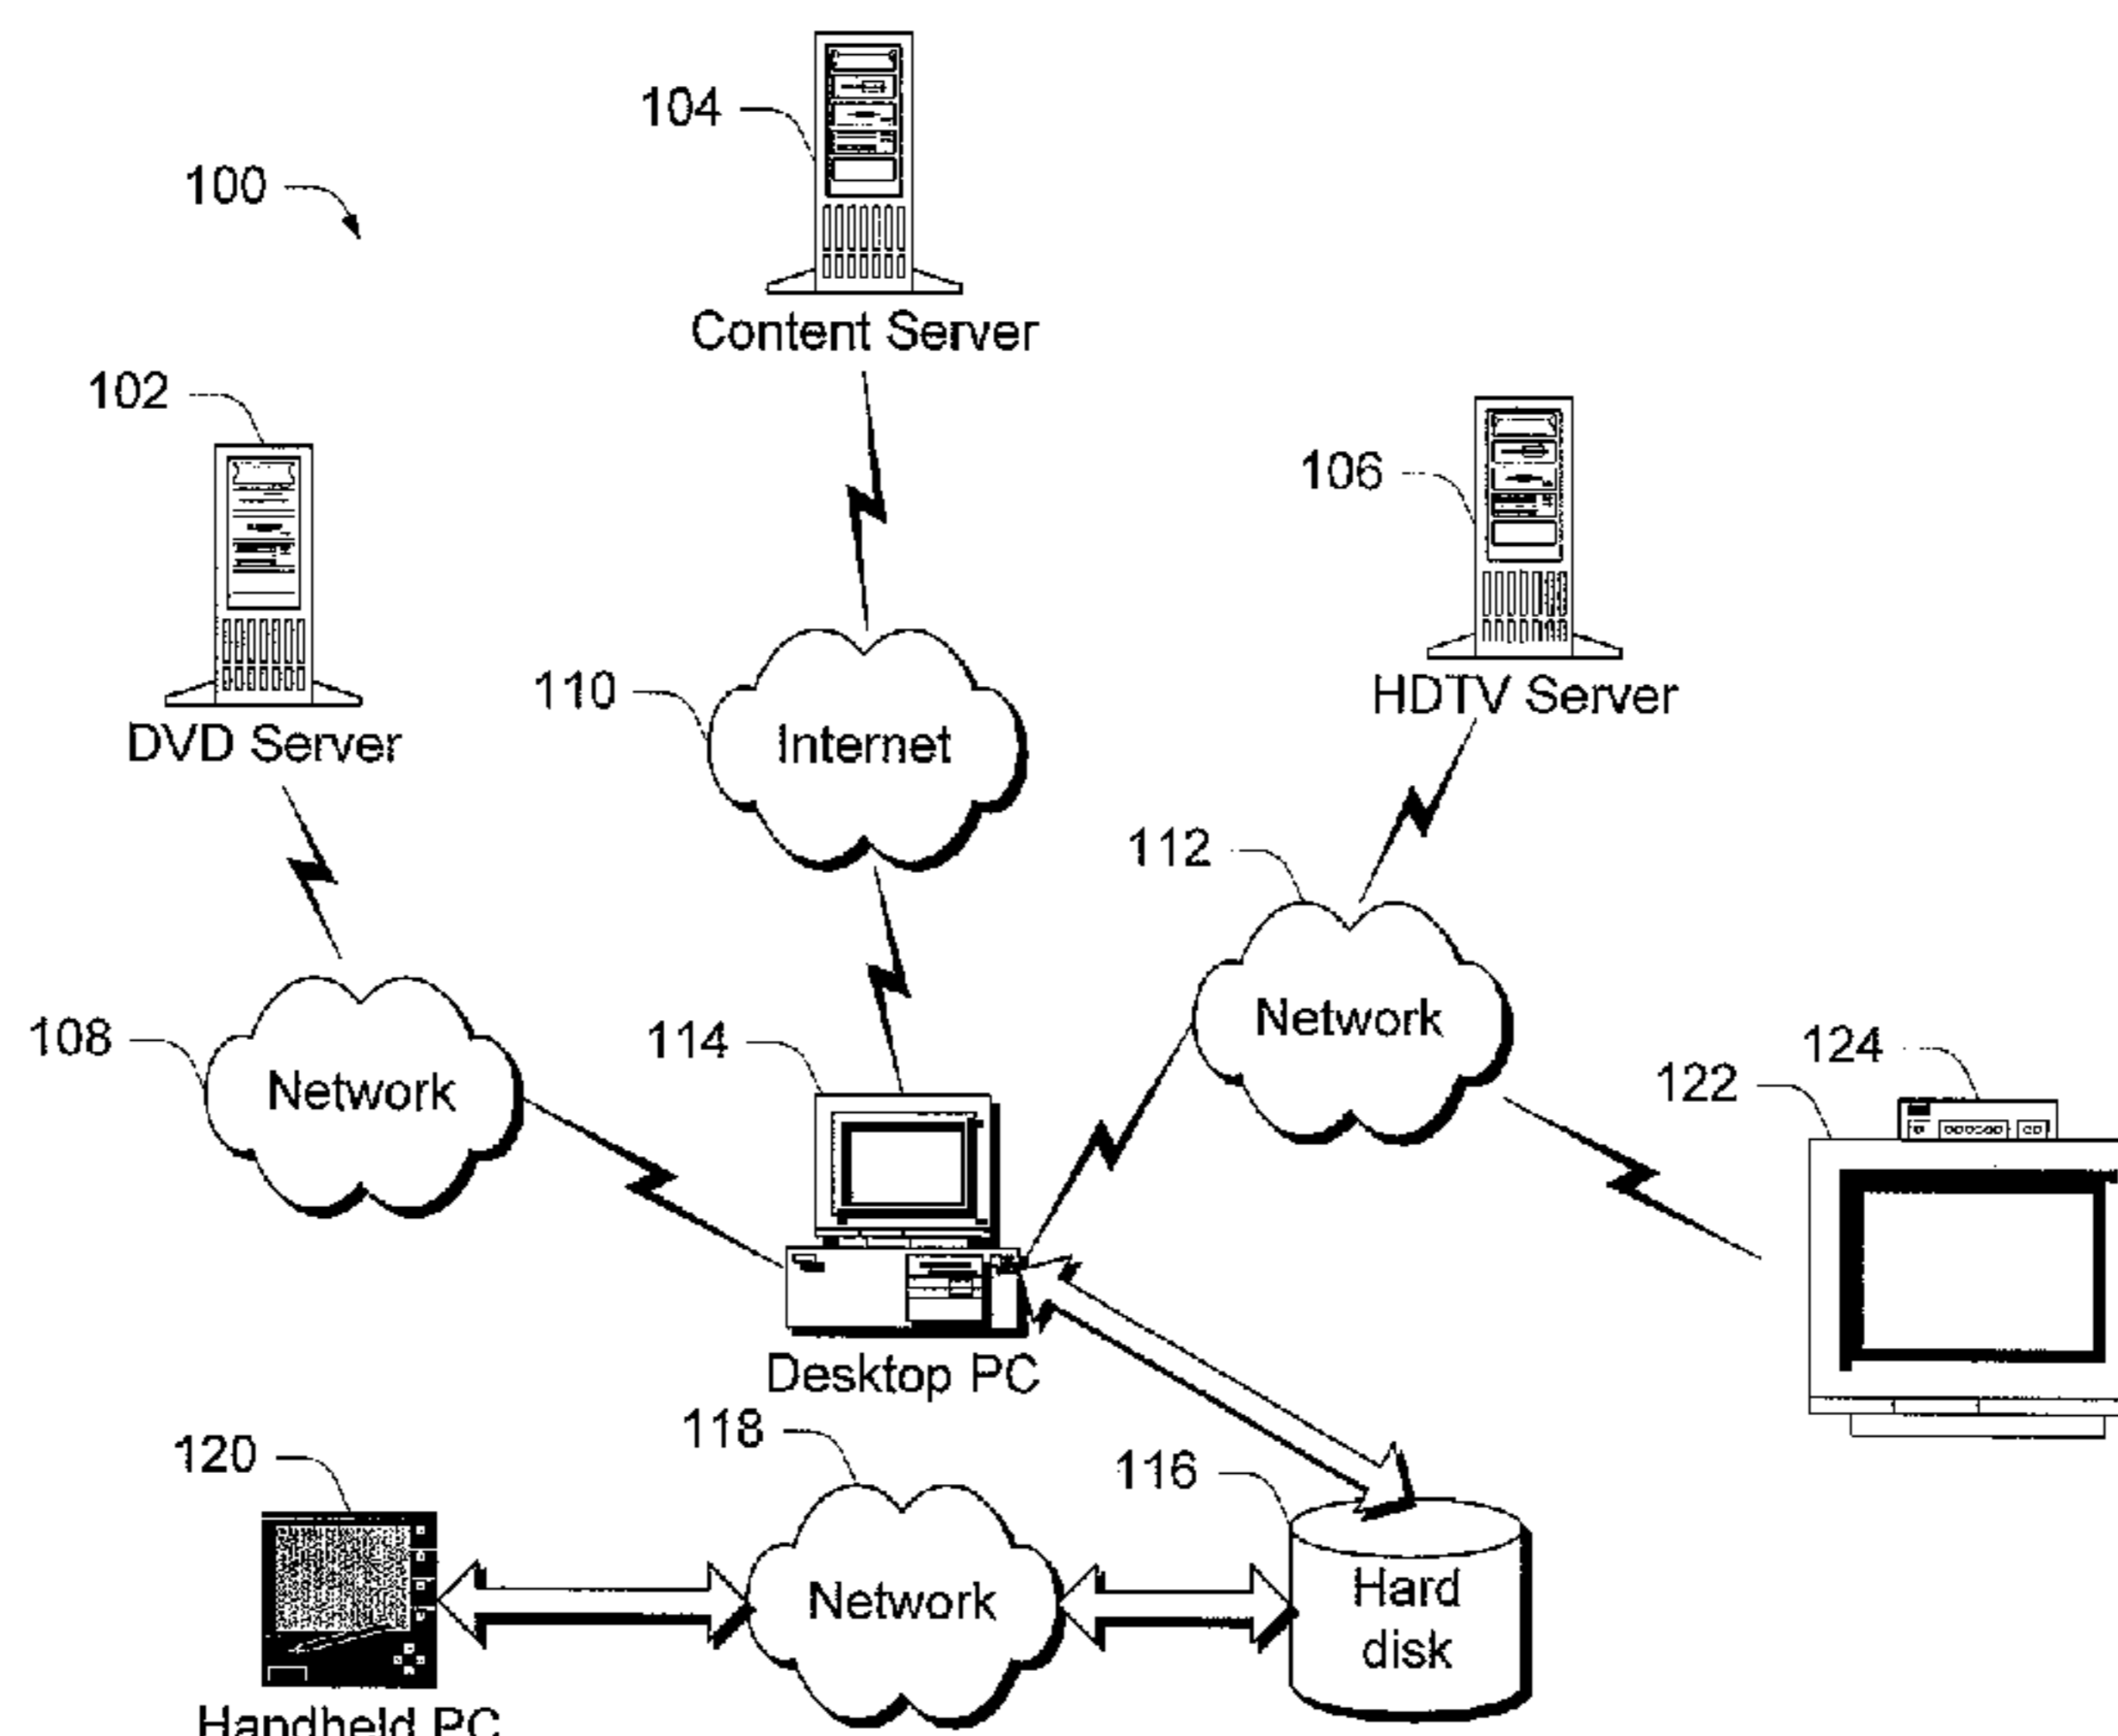 104
100
Content Server
102
106
DVD Server
110
Internet
HDTV Server
112
108
Network
114
Network
124
122
Desktop PC
118
120
116
Network
Hard
disk
Handheld PC